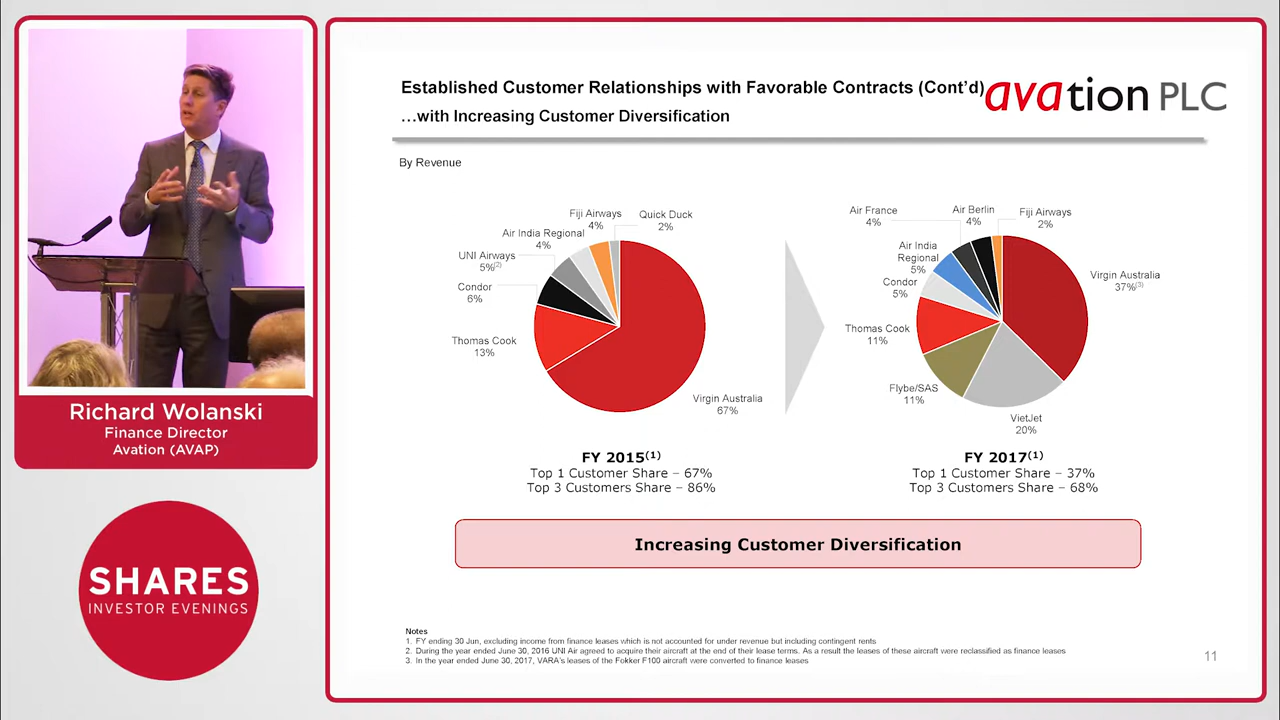 Established Customer Relationships with Favorable Contracts (Cont'd)
…with Increasing Customer Diversification
avation PLC
By Revenue
Fiji Airways
4%
Quick Duck
2%
Air India Regional
4%
UNI Airways
5%(2)
Condor
6%
Thomas Cook
13%
Virgin Australia
67%
FY 2015(1)
Top 1 Customer Share – 67%
Top 3 Customers Share – 86%
Air France
4%
Air Berlin
4%
Fiji Airways
2%
Air India
Regional
5%
Condor
5%
Virgin Australia
37%(3)
Thomas Cook
11%
Flybe/SAS
11%
VietJet
20%
FY 2017(1)
Top 1 Customer Share – 37%
Top 3 Customers Share – 68%
Increasing Customer Diversification
Notes
1. FY ending 30 Jun, excluding income from finance leases which is not accounted for under revenue but including contingent rents
2. During the year ended June 30, 2016 UNI Air agreed to acquire their aircraft at the end of their lease terms. As a result the leases of these aircraft were reclassified as finance leases
3. In the year ended June 30, 2017, VARA's leases of the Fokker F100 aircraft were converted to finance leases
11
Richard Wolanski
Finance Director
Avation (AVAP)
SHARES
INVESTOR EVENINGS